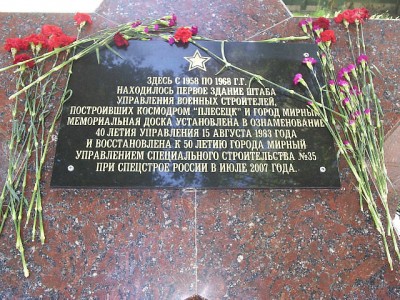 ЗДЕСЬ С 1958 ПО 1968 Г.Г.
НАХОДИЛОСЬ ПЕРВОЕ ЗДАНИЕ ШТАБА
УПРАВЛЕНИЯ ВОЕННЫХ СТРОИТЕЛЕЙ,
ПОСТРОИВШИХ КОСМОДРОМ "ПЛЕСЕЦК" И ГОРОД МИРНЫЙ
МЕМОРИАЛЬНАЯ ДОСКА УСТАНОВЛЕНА В ОЗНАМЕНОВАНИЕ
40 ЛЕТИЯ УПРАВЛЕНИЯ 15 АВГУСТА 1983 ГОДА
И ВОССТАНОВЛЕНА К 50 ЛЕТИЮ ГОРОДА МИРНЫЙ
УПРАВЛЕНИЕМ СПЕЦИАЛЬНОГО СТРОИТЕЛЬСТВА №35
ПРИ СПЕЦСТРОЕ РОССИИ В ИЮЛЕ 2007 ГОДА.